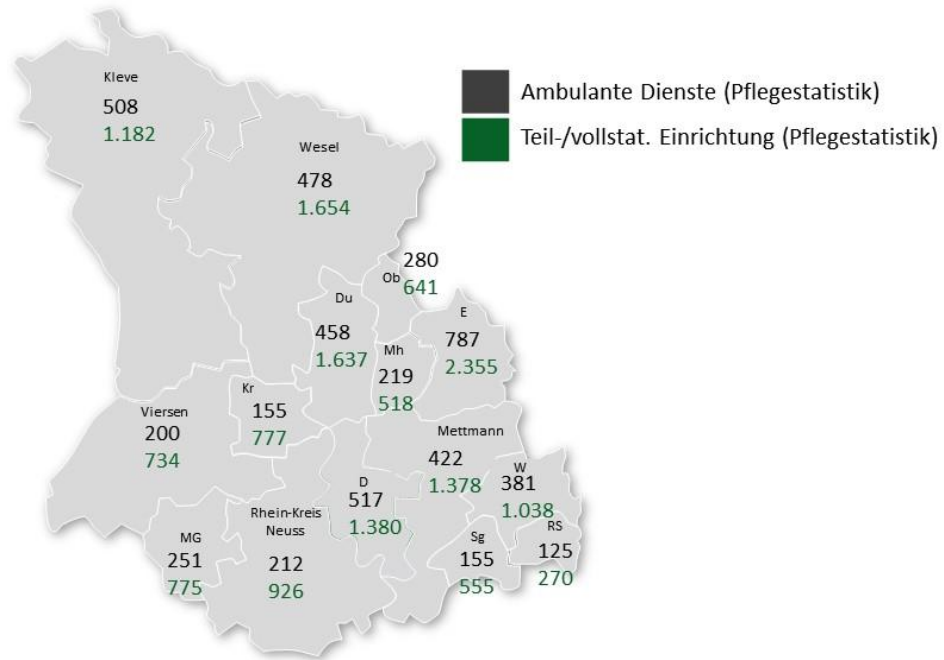 Kleve
508
1.182
Ambulante Dienste (Pflegestatistik)
Teil-/vollstat. Einrichtung (Pflegestatistik)
Wesel
478
1.654
Ob
280
641
Du
458
1.637
E
787
2.355
Mh
219
518
Kr
155
777
Viersen
200
734
Mettmann
422
1.378
W
381
1.038
D
517
1.380
Rhein-Kreis
Neuss
212
926
MG
251
775
Sg
155
555
RS
125
270